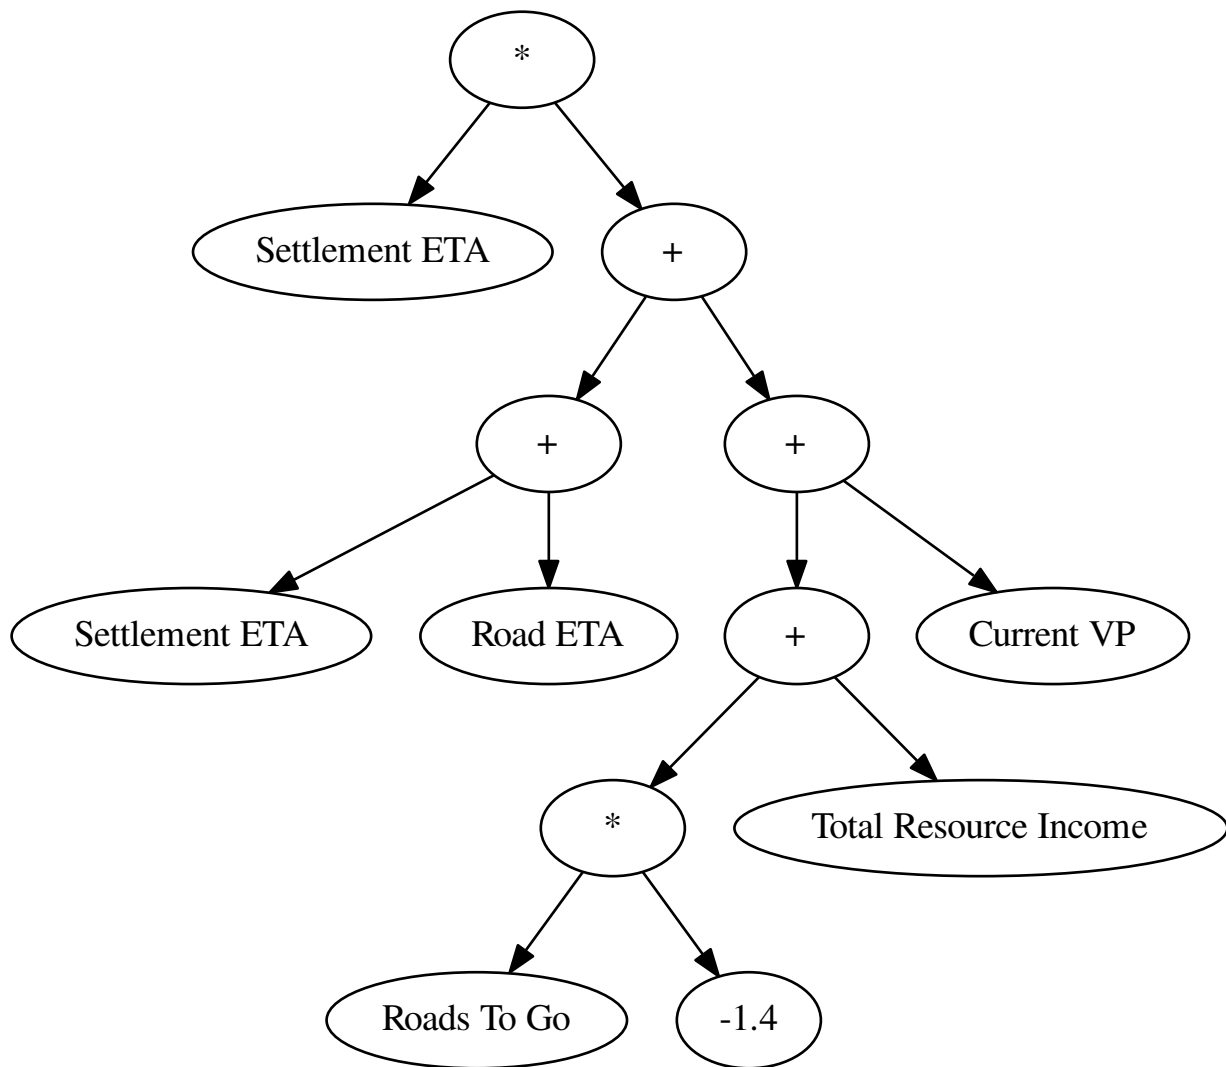 *
Settlement ETA
+
+
+
Settlement ETA
Road ETA
+
Current VP
*
Total Resource Income
Roads To Go
-1.4